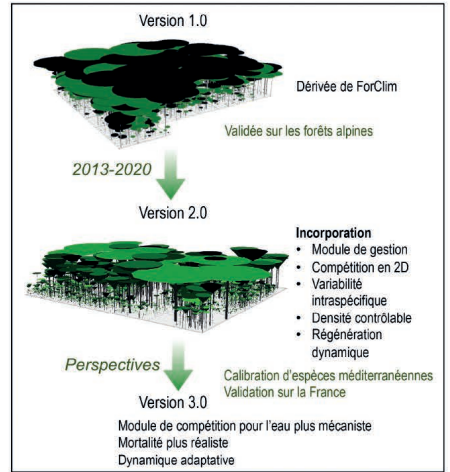 Version 1.0
Dérivée de ForClim
Validée sur les forêts alpines
2013-2020
Version 2.0
Incorporation
• Module de gestion
• Compétition en 2D
• Variabilité
intraspécifique
• Densité contrôlable
• Régénération
dynamique
Perspectives
Calibration d'espèces méditerranéennes
Validation sur la France
Version 3.0
Module de compétition pour l'eau plus mécaniste
Mortalité plus réaliste
Dynamique adaptative